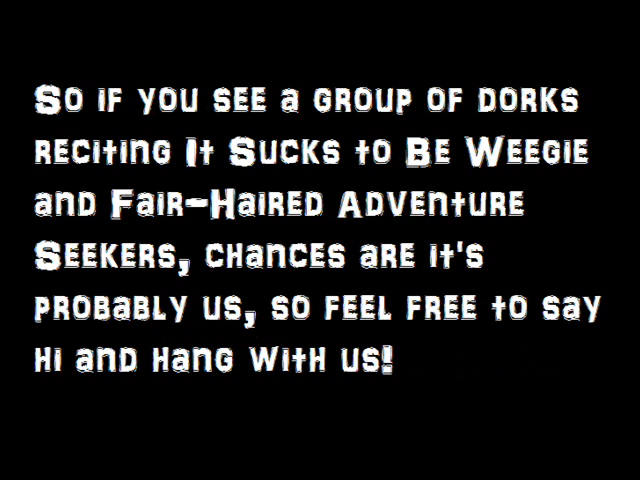 So if you see a group of dorks
reciting It Sucks to Be Weegie
and Fair-Haired Adventure
Seekers, chances are it's
probably us, so feel free to say
hi and hang with us!